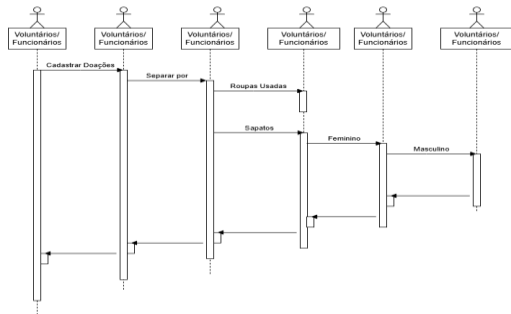 Voluntários/
Funcionários
Voluntários/
Funcionários
Voluntários/
Funcionários
Voluntários/
Funcionários
Voluntários/
Funcionários
Voluntários/
Funcionários
Cadastrar Doações
Separar por
Roupas Usadas
Sapatos
Feminino
Masculino